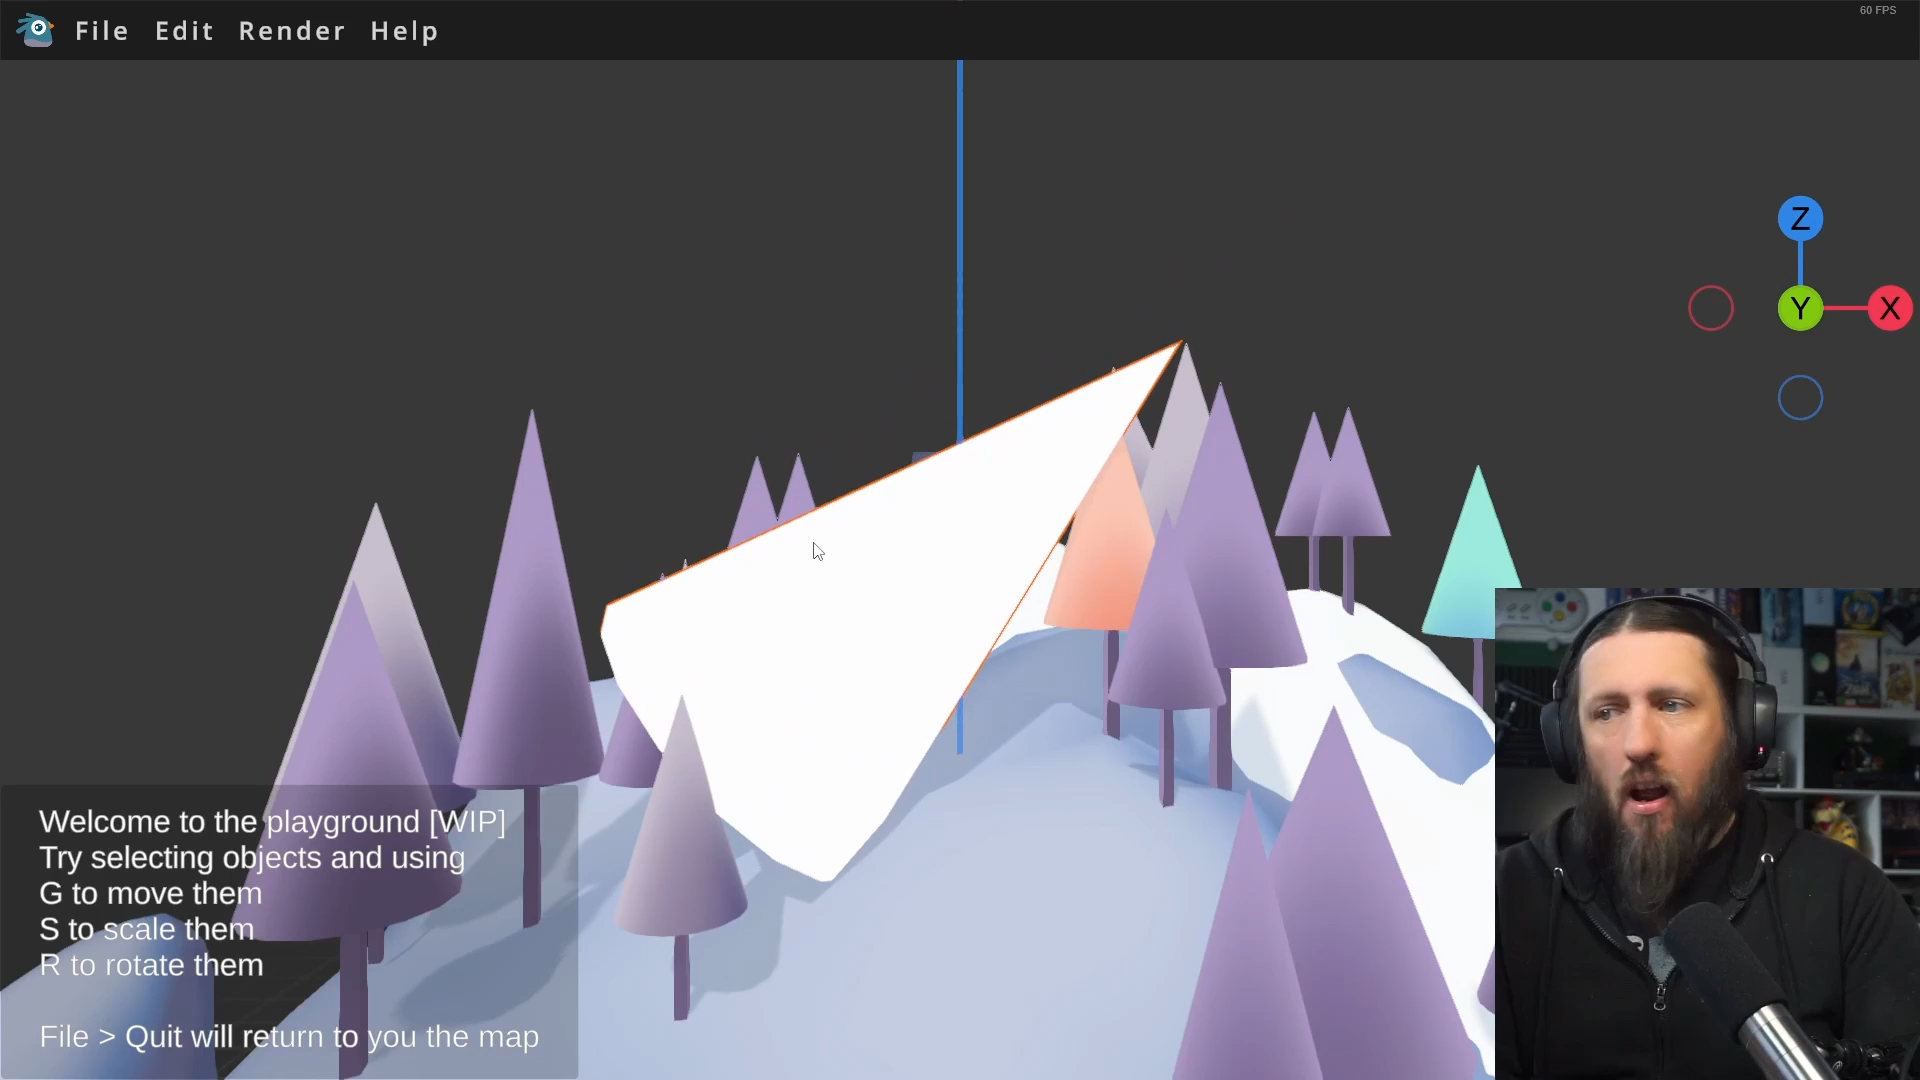 File Edit Render Help
60 FPS
Z
Y
X
Welcome to the playground [WIP]
Try selecting objects and using
G to move them
S to scale them
R to rotate them
File > Quit will return to you the map